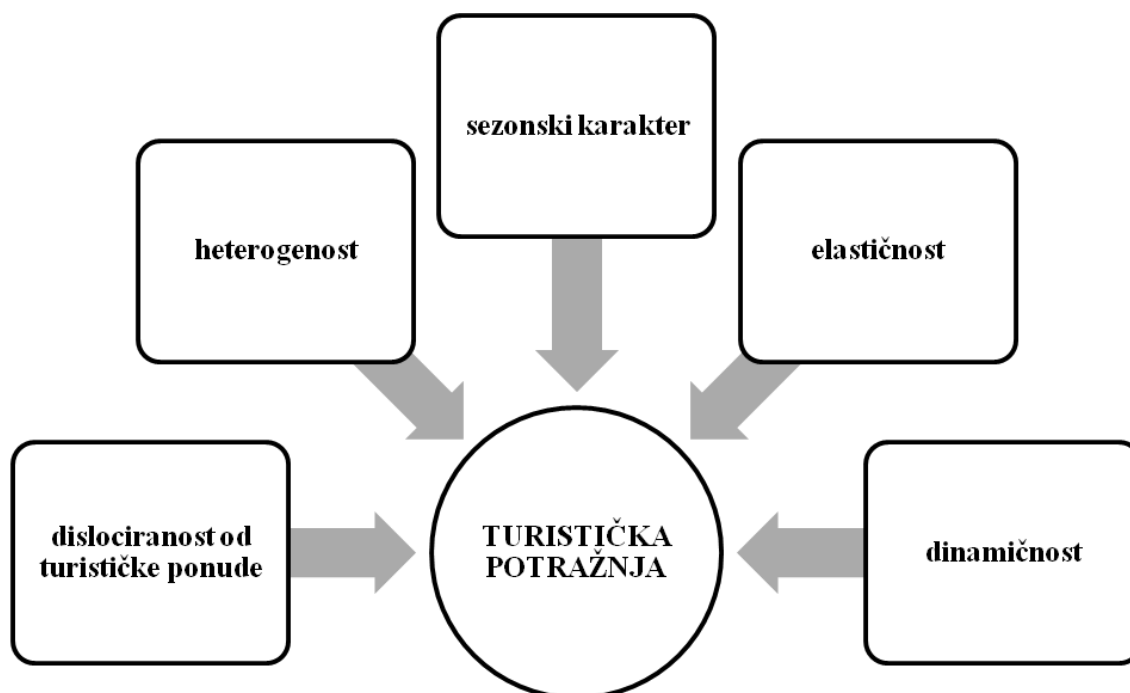 sezonski karakter
heterogenost
elastičnost
dislociranost od
turističke ponude
TURISTIČKA
POTRAŽNJA
dinamičnost